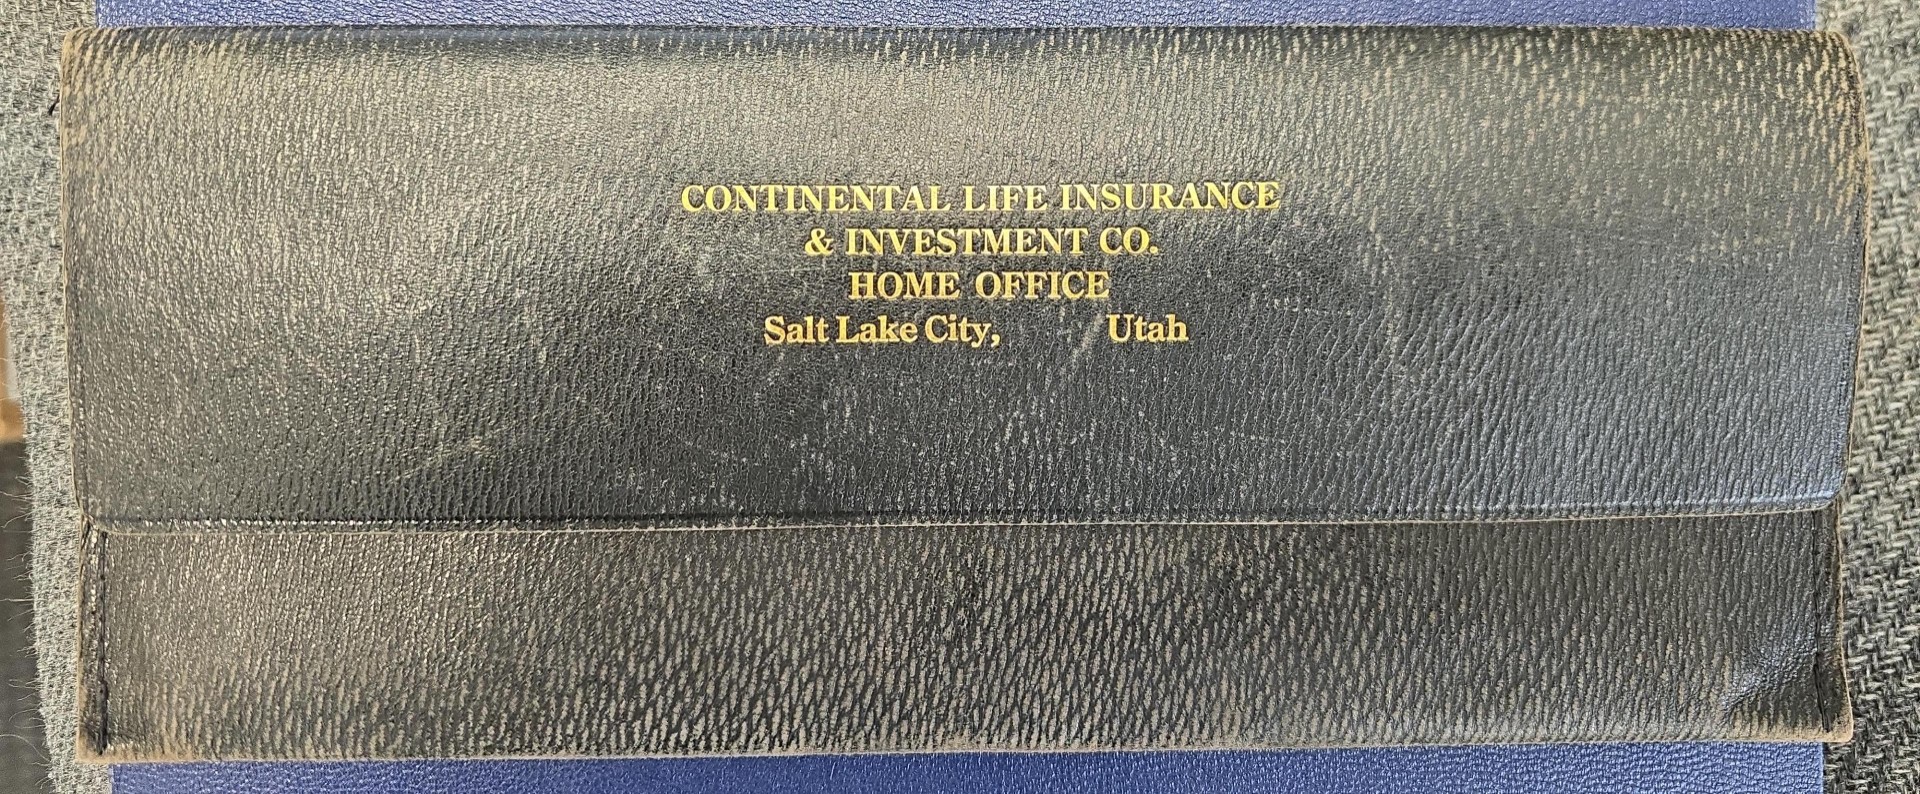 CONTINENTAL LIFE INSURANCE
& INVESTMENT CO.
HOME OFFICE
Salt Lake City, Utah